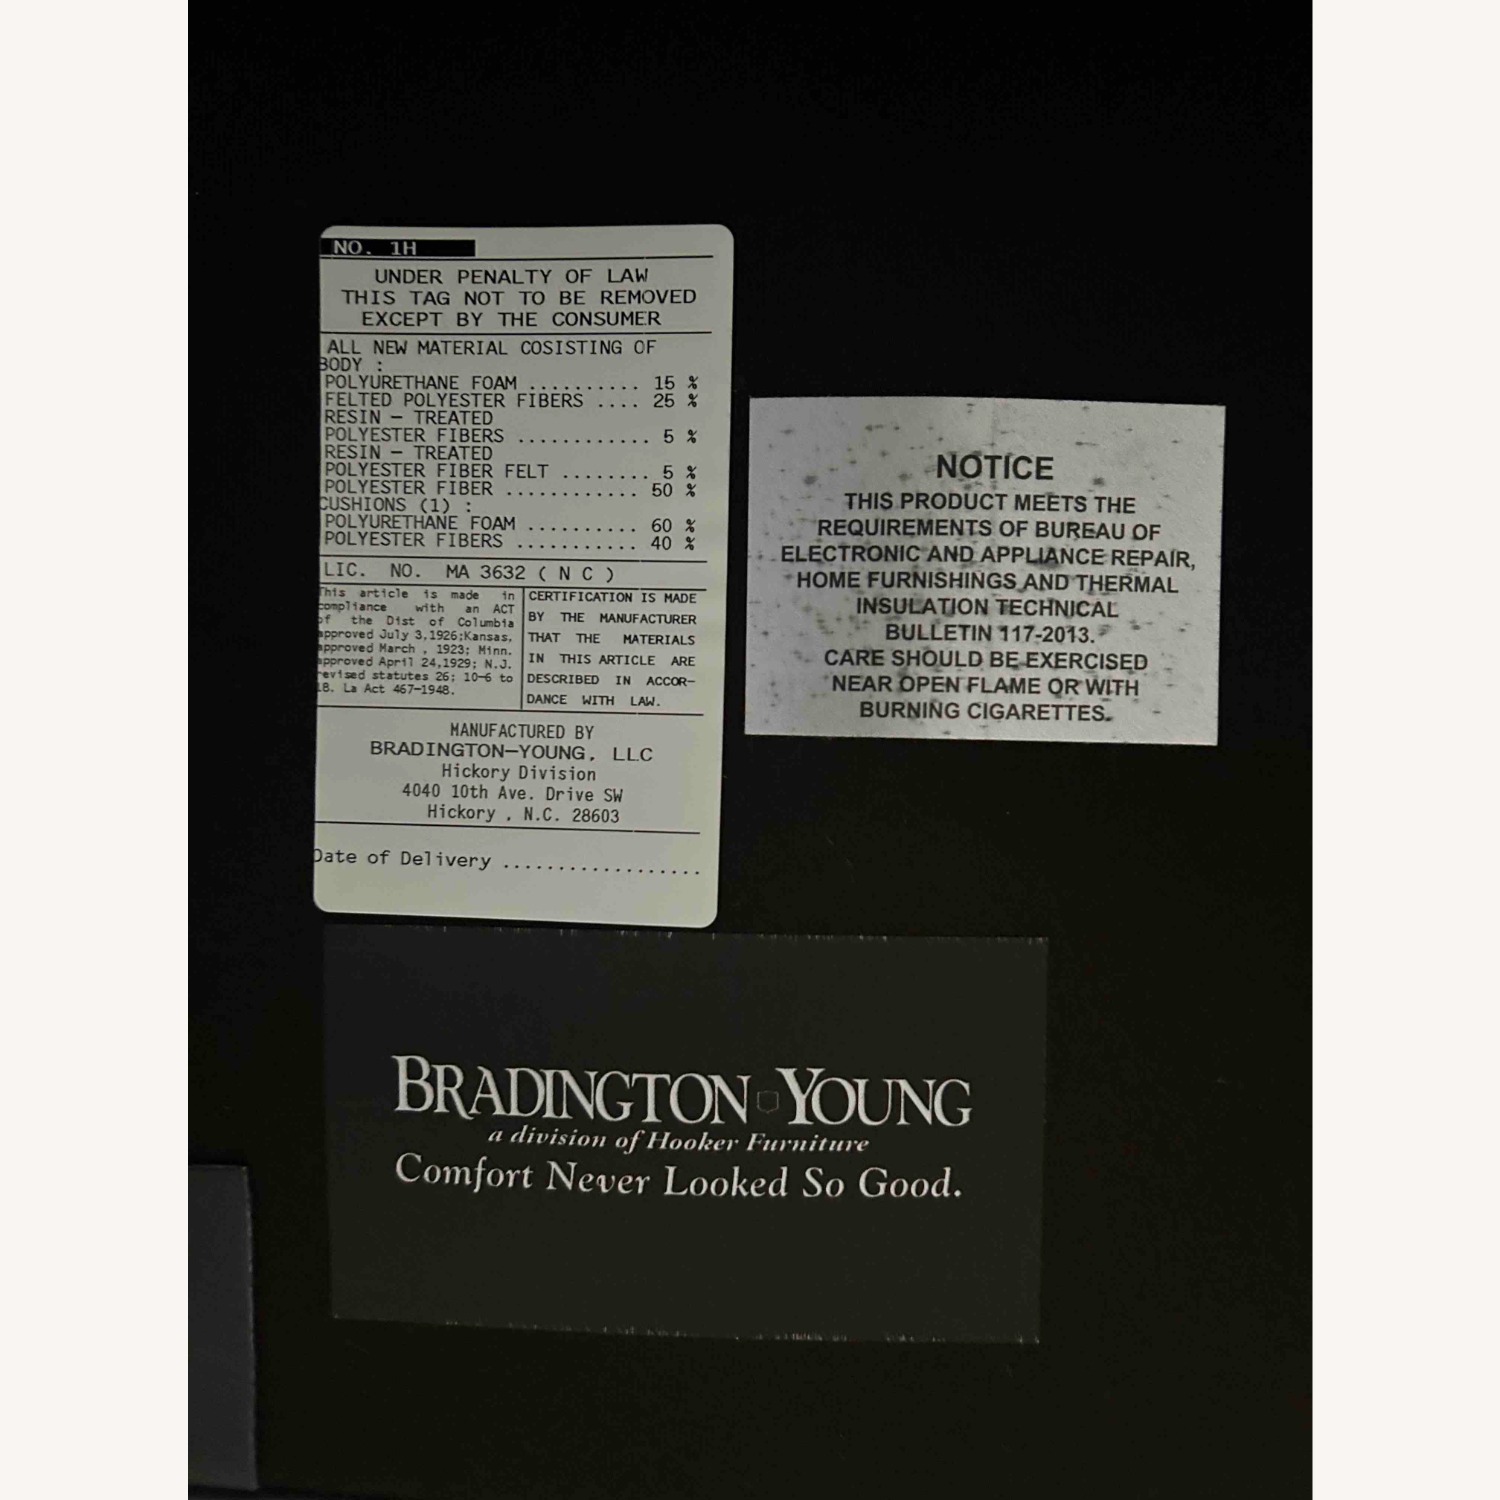 NO. 1H
UNDER PENALTY OF LAW
THIS TAG NOT TO BE REMOVED
EXCEPT BY THE CONSUMER
ALL NEW MATERIAL COSISTING OF
BODY :
POLYURETHANE FOAM .......... 15 %
FELTED POLYESTER FIBERS .... 25 %
RESIN - TREATED
POLYESTER FIBERS ............ 5 %
RESIN - TREATED
POLYESTER FIBER FELT ........ 5 %
POLYESTER FIBER ............ 50 %
CUSHIONS (1) :
POLYURETHANE FOAM .......... 60 %
POLYESTER FIBERS ........... 40 %
LIC. NO. MA 3632 ( N C )
This article is made in
compliance with an ACT
of the Dist of Columbia
approved July 3,1926;Kansas,
approved March , 1923; Minn.
approved April 24,1929; N.J.
revised statutes 26; 10-6 to
18. La Act 467-1948.
CERTIFICATION IS MADE
BY THE MANUFACTURER
THAT THE MATERIALS
IN THIS ARTICLE ARE
DESCRIBED IN ACCOR-
DANCE WITH LAW.
MANUFACTURED BY
BRADINGTON-YOUNG, LLC
Hickory Division
4040 10th Ave. Drive SW
Hickory , N.C. 28603
Date of Delivery ..................
NOTICE
THIS PRODUCT MEETS THE
REQUIREMENTS OF BUREAU OF
ELECTRONIC AND APPLIANCE REPAIR,
HOME FURNISHINGS AND THERMAL
INSULATION TECHNICAL
BULLETIN 117-2013.
CARE SHOULD BE EXERCISED
NEAR OPEN FLAME OR WITH
BURNING CIGARETTES.
BRADINGTON YOUNG
a division of Hooker Furniture
Comfort Never Looked So Good.